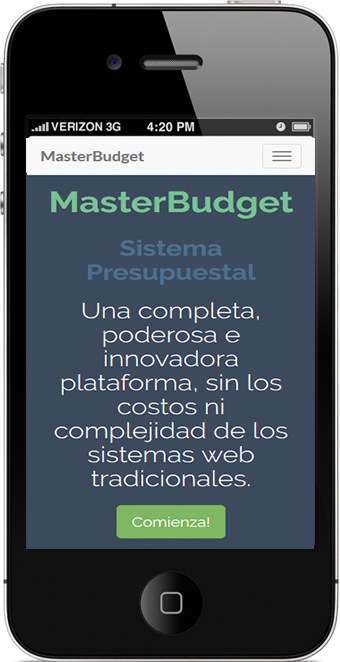 VERIZON 3G 4:20 PM
MasterBudget
MasterBudget
Sistema
Presupuestal
Una completa,
poderosa e
innovadora
plataforma, sin los
costos ni
complejidad de los
sistemas web
tradicionales.
Comienza!